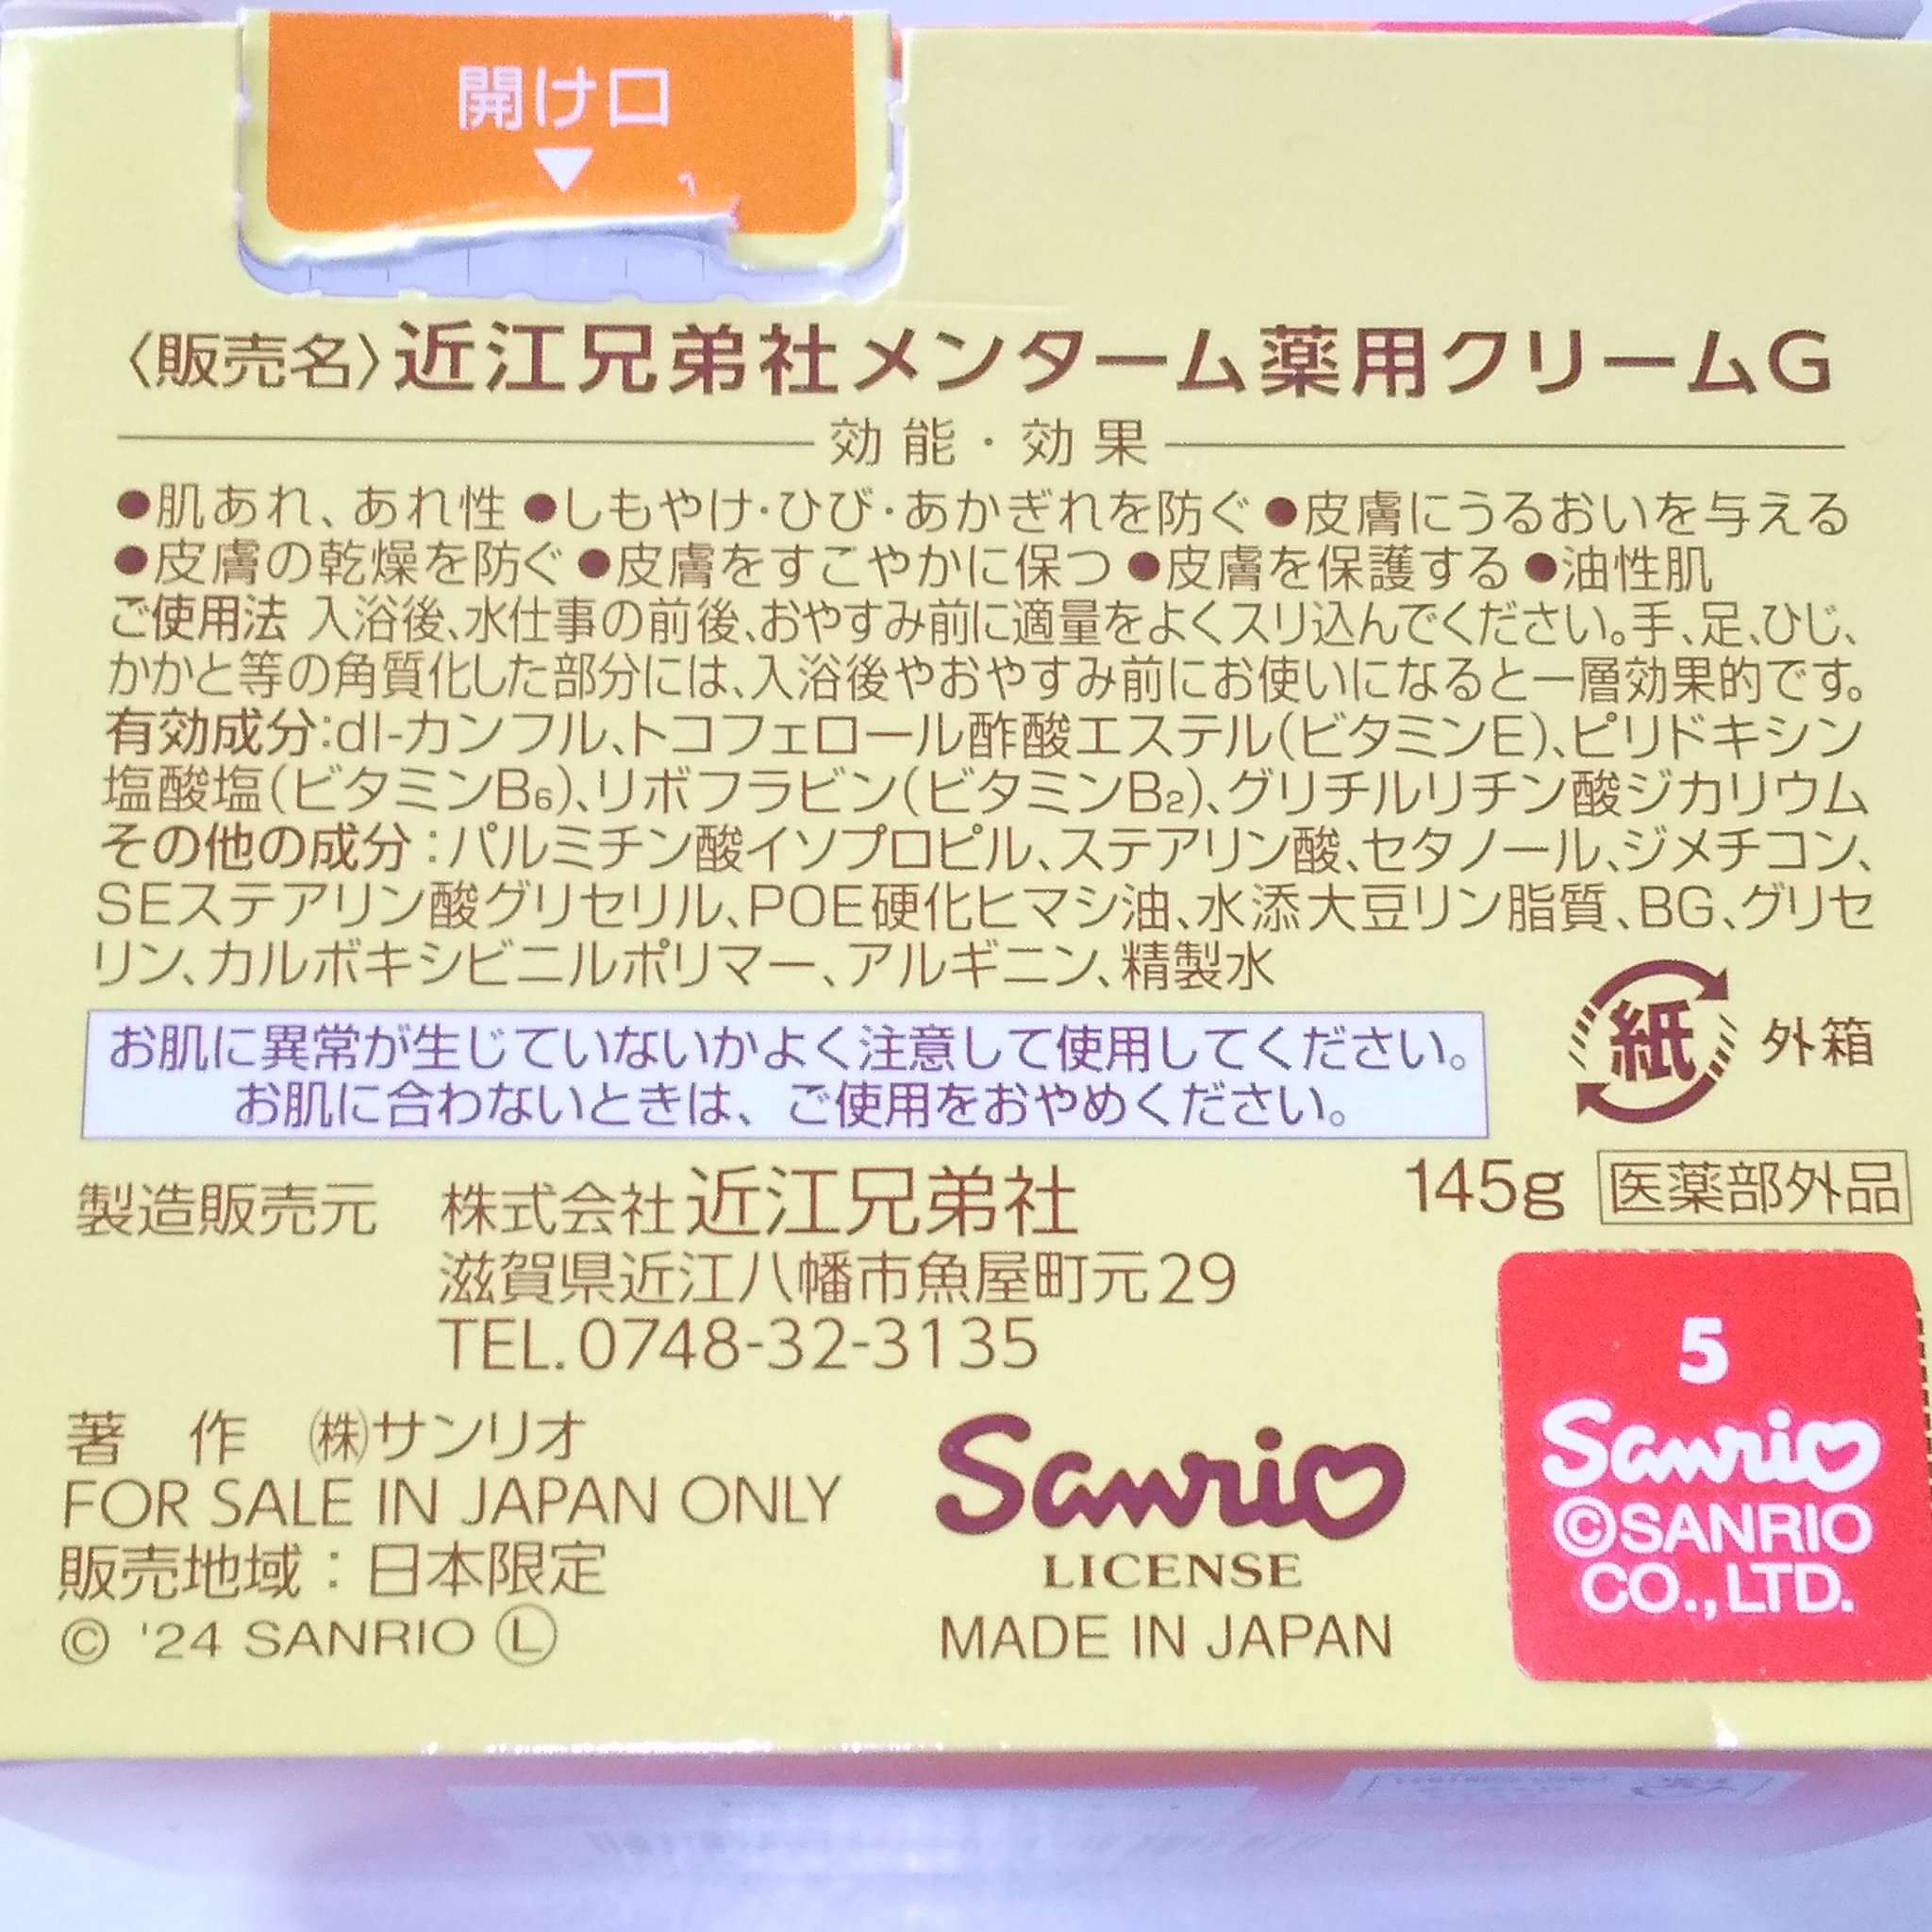 開け口
〈販売名〉近江兄弟社メンターム薬用クリームG
効能・効果
●肌あれ、あれ性 ●しもやけ・ひび・あかぎれを防ぐ ●皮膚にうるおいを与える
●皮膚の乾燥を防ぐ ●皮膚をすこやかに保つ ●皮膚を保護する ●油性肌
ご使用法 入浴後、水仕事の前後、おやすみ前に適量をよくスリ込んでください。手、足、ひじ、
かかと等の角質化した部分には、入浴後やおやすみ前にお使いになると一層効果的です。
有効成分:dl-カンフル、トコフェロール酢酸エステル(ビタミンE)、ピリドキシン
塩酸塩(ビタミンB6)、リボフラビン(ビタミンB2)、グリチルリチン酸ジカリウム
その他の成分:パルミチン酸イソプロピル、ステアリン酸、セタノール、ジメチコン、
SEステアリン酸グリセリル、POE硬化ヒマシ油、水添大豆リン脂質、BG、グリセ
リン、カルボキシビニルポリマー、アルギニン、精製水
紙 外箱
お肌に異常が生じていないかよく注意して使用してください。
お肌に合わないときは、ご使用をおやめください。
145g 医薬部外品
製造販売元 株式会社近江兄弟社
滋賀県近江八幡市魚屋町元29
TEL.0748-32-3135
著 作 ㈱サンリオ
FOR SALE IN JAPAN ONLY
販売地域：日本限定
© '24 SANRIO Ⓛ
Sanrio
LICENSE
MADE IN JAPAN
5
Sanrio
©SANRIO
CO.,LTD.